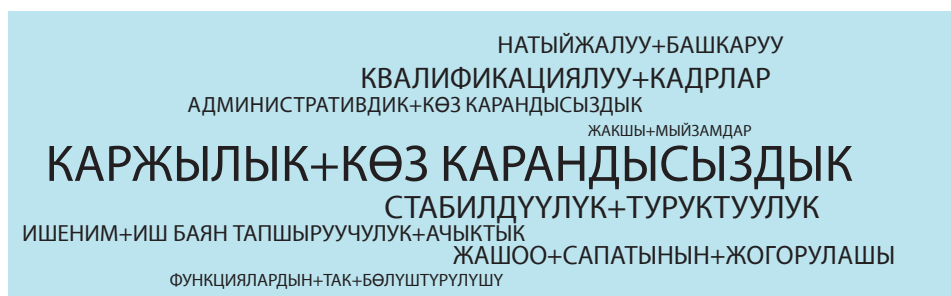 НАТЫЙЖАЛУУ+БАШКАРУУ
КВАЛИФИКАЦИЯЛУУ+КАДРЛАР
АДМИНИСТРАТИВДИК+КӨЗ КАРАНДЫСЫЗДЫК
ЖАКШЫ+МЫЙЗАМДАР
КАРЖЫЛЫК+КӨЗ КАРАНДЫСЫЗДЫК
СТАБИЛДҮҮЛҮК+ТУРУКТУУЛУК
ИШЕНИМ+ИШ БАЯН ТАПШЫРУУЧУЛУК+АЧЫКТЫК
ЖАШОО+САПАТЫНЫН+ЖОГОРУЛАШЫ
ФУНКЦИЯЛАРДЫН+ТАК+БӨЛҮШТҮРҮЛҮШҮ